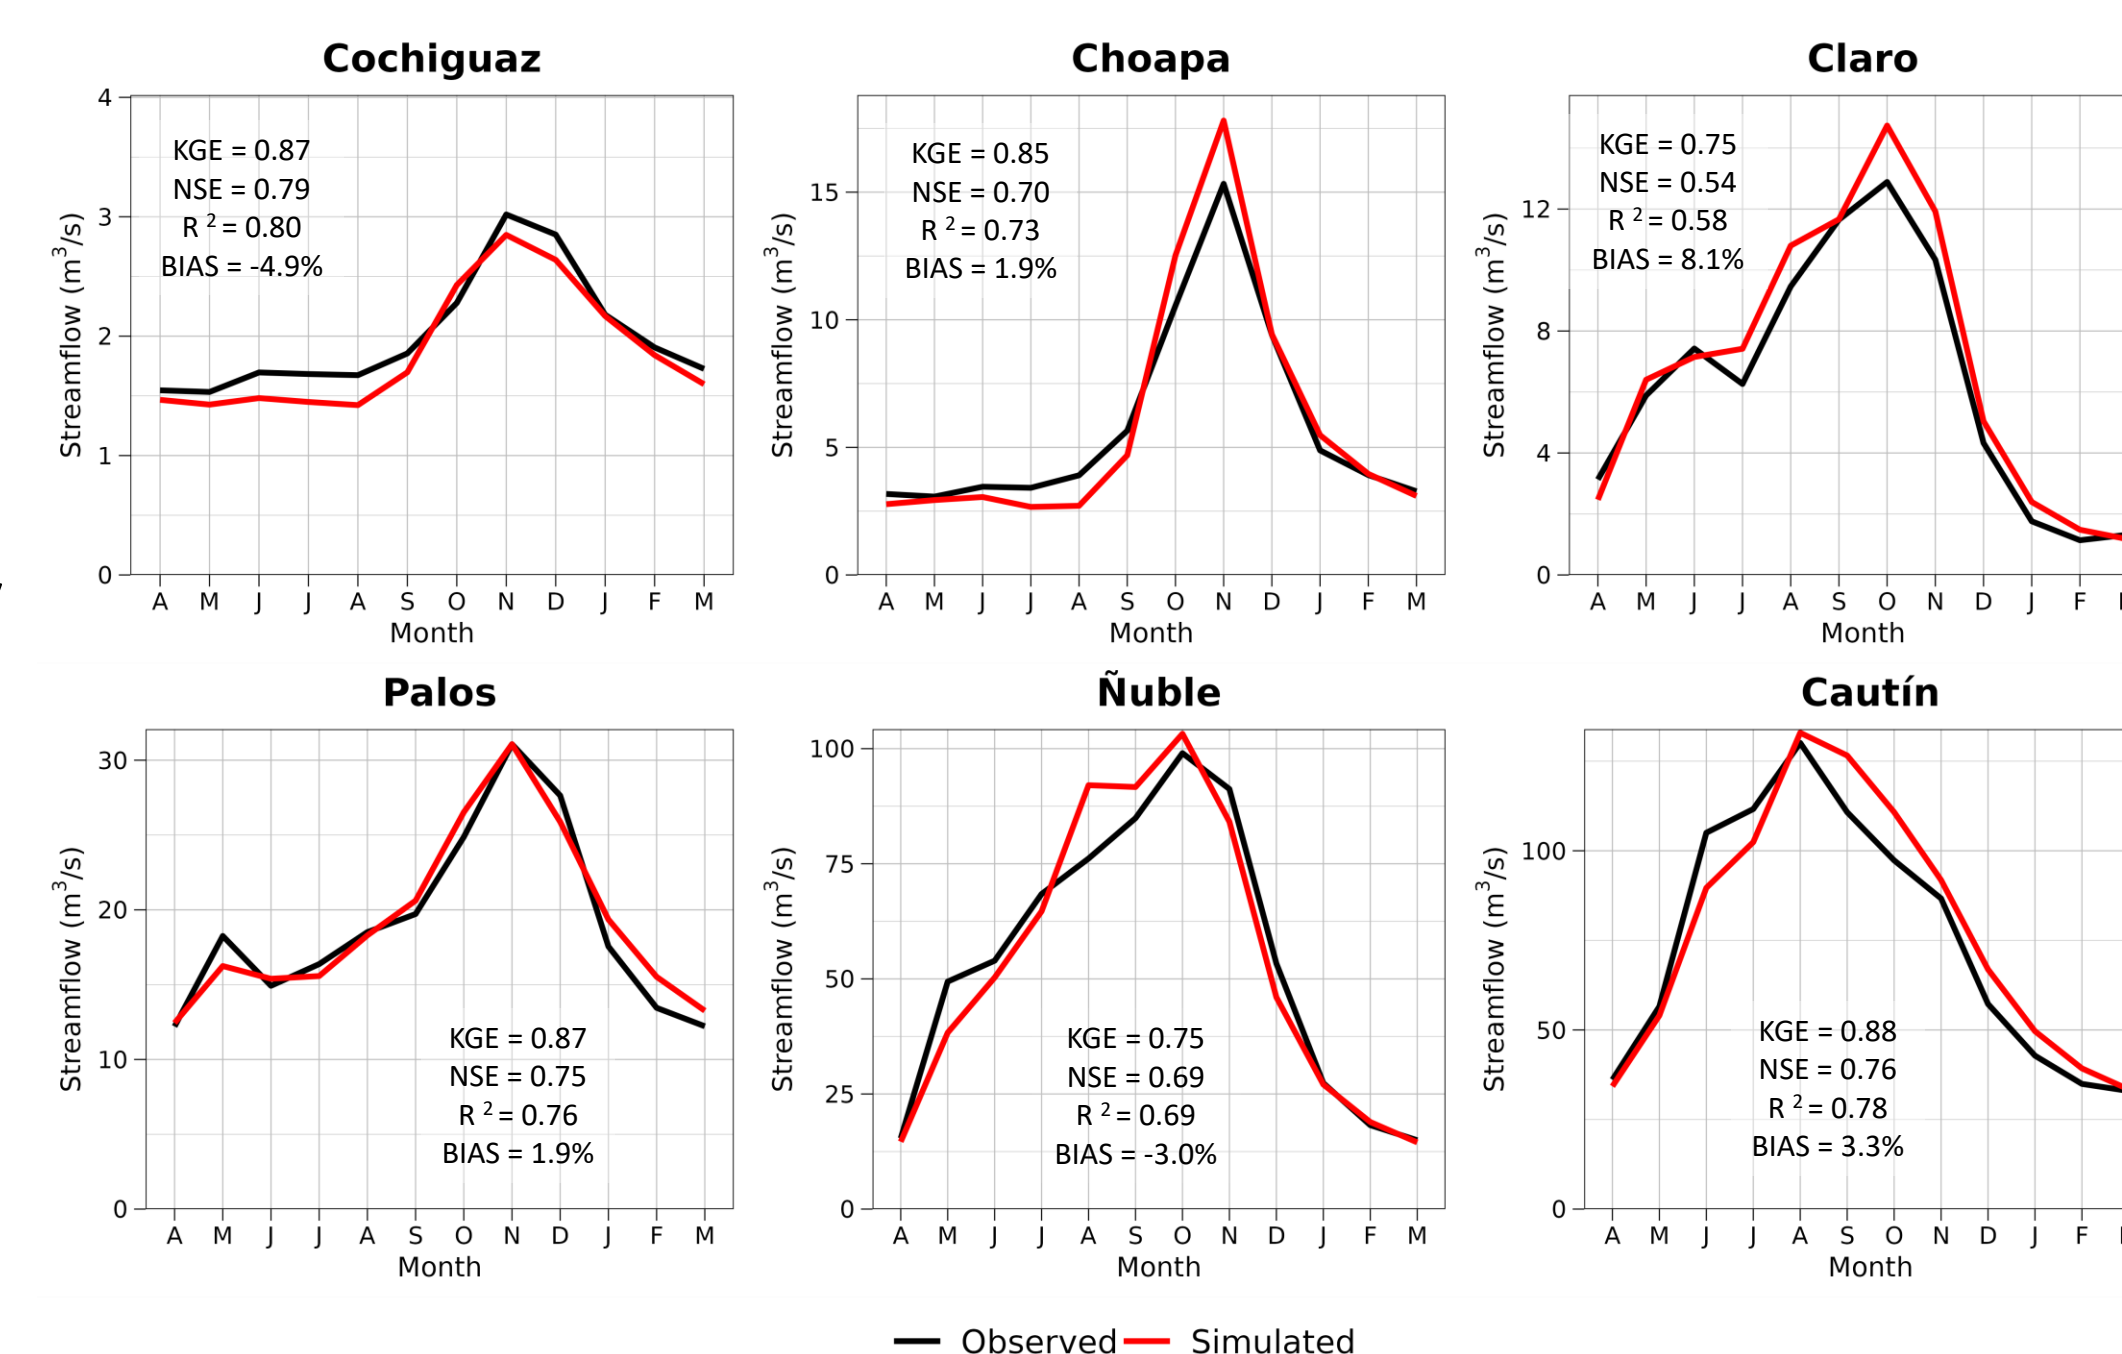 Cochiguaz
4
3
2
1
0
Streamflow (m³/s)
KGE = 0.87
NSE = 0.79
R ² = 0.80
BIAS = -4.9%
A M J J A S O N D J F M
Month
Choapa
15
10
5
0
Streamflow (m³/s)
KGE = 0.85
NSE = 0.70
R ² = 0.73
BIAS = 1.9%
A M J J A S O N D J F M
Month
Claro
12
8
4
0
Streamflow (m³/s)
KGE = 0.75
NSE = 0.54
R ² = 0.58
BIAS = 8.1%
A M J J A S O N D J F
Month
Palos
30
20
10
0
Streamflow (m³/s)
KGE = 0.87
NSE = 0.75
R ² = 0.76
BIAS = 1.9%
A M J J A S O N D J F M
Month
Ñuble
100
75
50
25
0
Streamflow (m³/s)
KGE = 0.75
NSE = 0.69
R ² = 0.69
BIAS = -3.0%
A M J J A S O N D J F M
Month
Cautín
100
50
0
Streamflow (m³/s)
KGE = 0.88
NSE = 0.76
R ² = 0.78
BIAS = 3.3%
A M J J A S O N D J F
Month
Observed Simulated